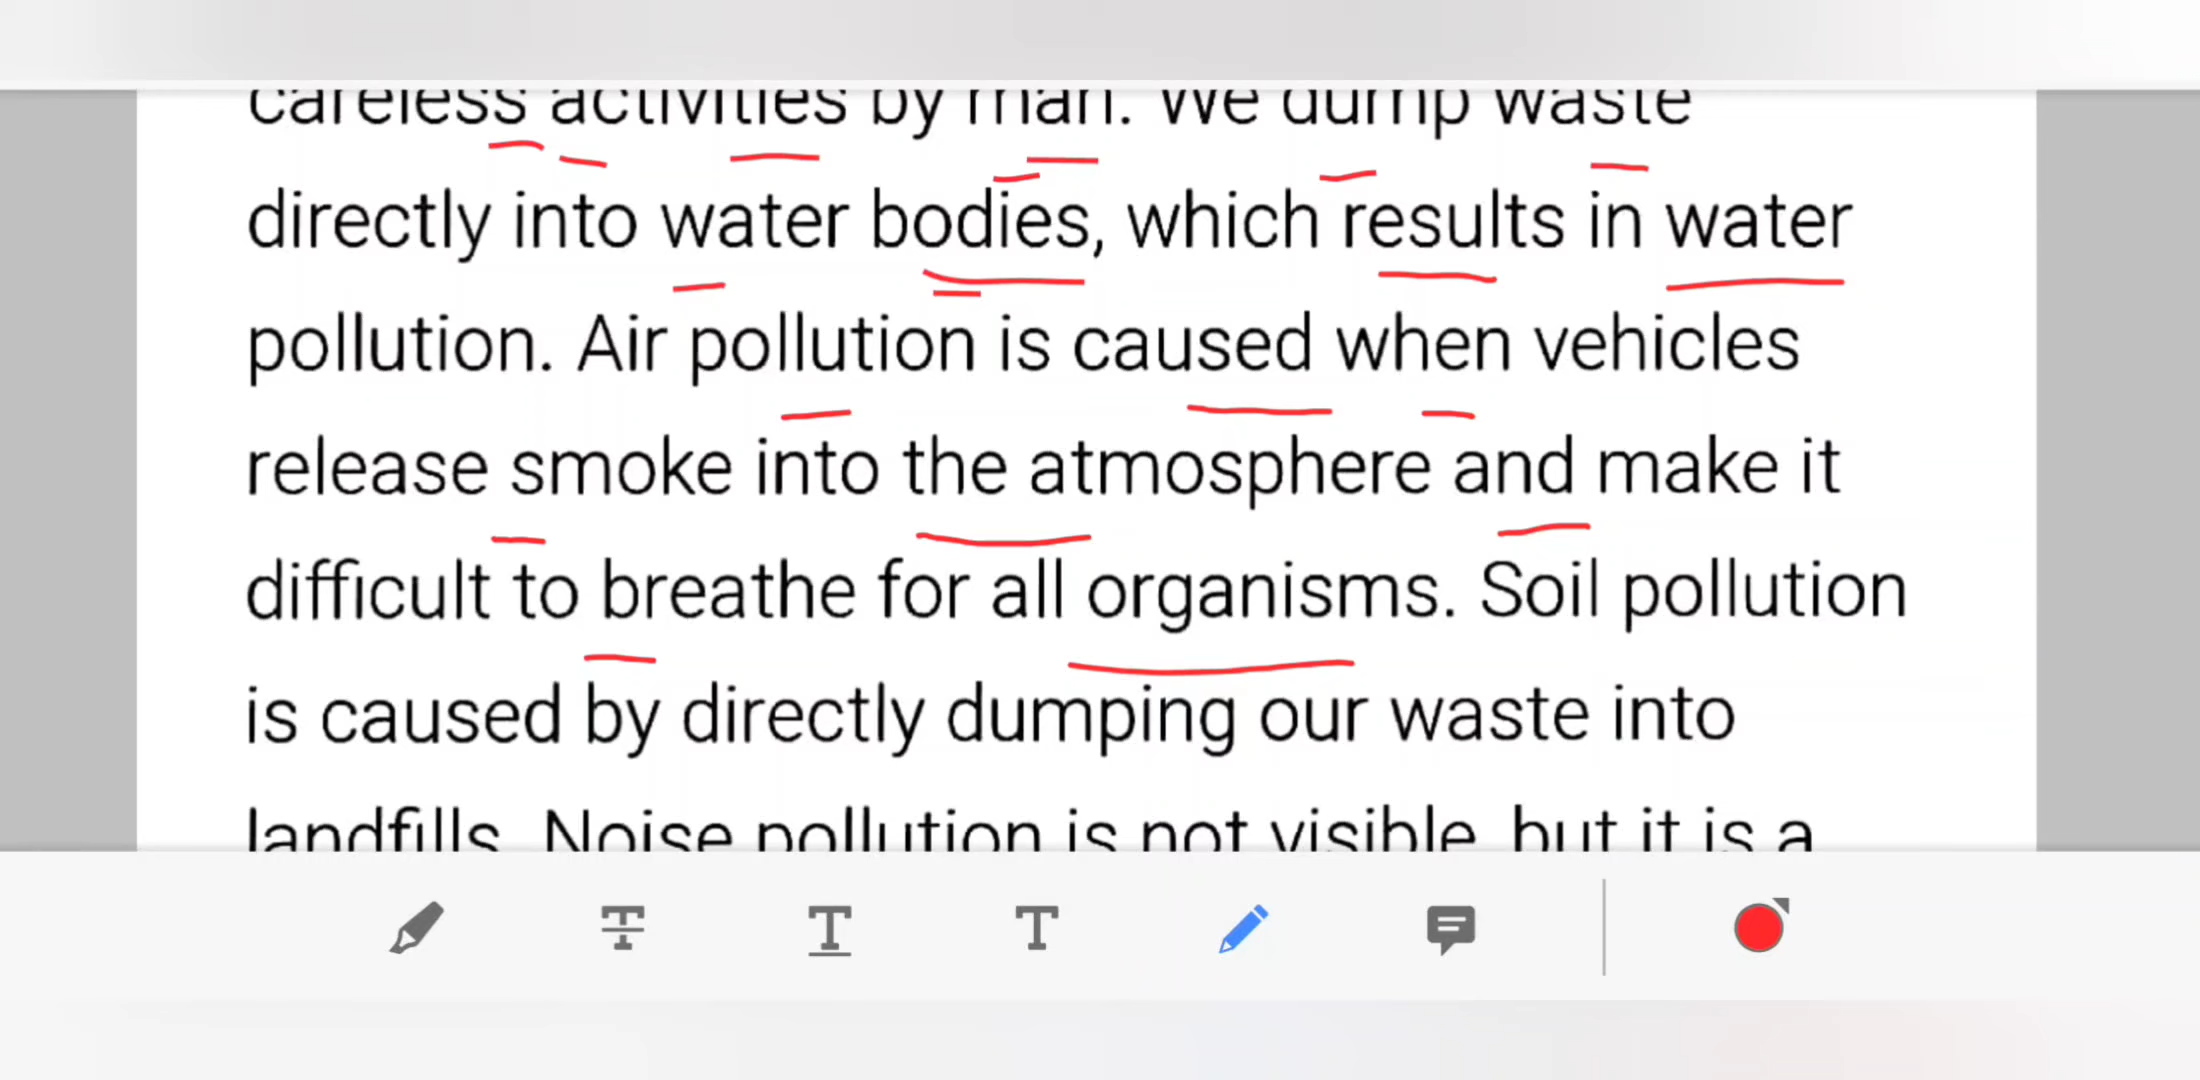 careless activities by man. We dump waste
directly into water bodies, which results in water
pollution. Air pollution is caused when vehicles
release smoke into the atmosphere and make it
difficult to breathe for all organisms. Soil pollution
is caused by directly dumping our waste into
landfills. Noise pollution is not visible, but it is a